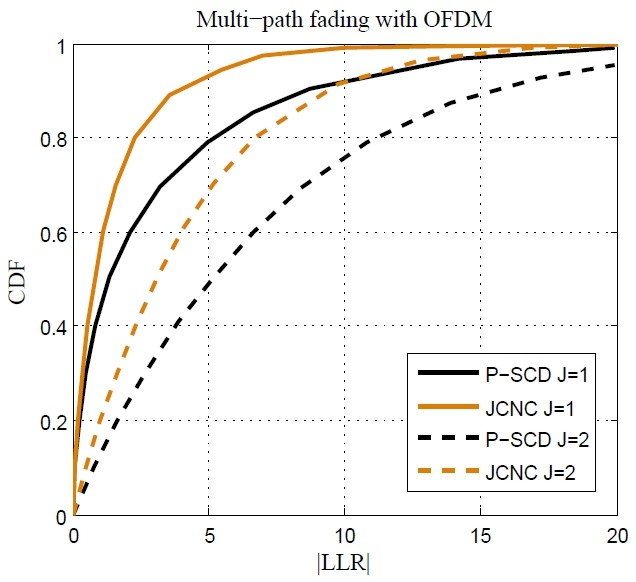 Multi−path fading with OFDM
1
0.8
0.6
0.4
0.2
0
CDF
P−SCD J=1
JCNC J=1
P−SCD J=2
JCNC J=2
0 5 10 15 20
|LLR|